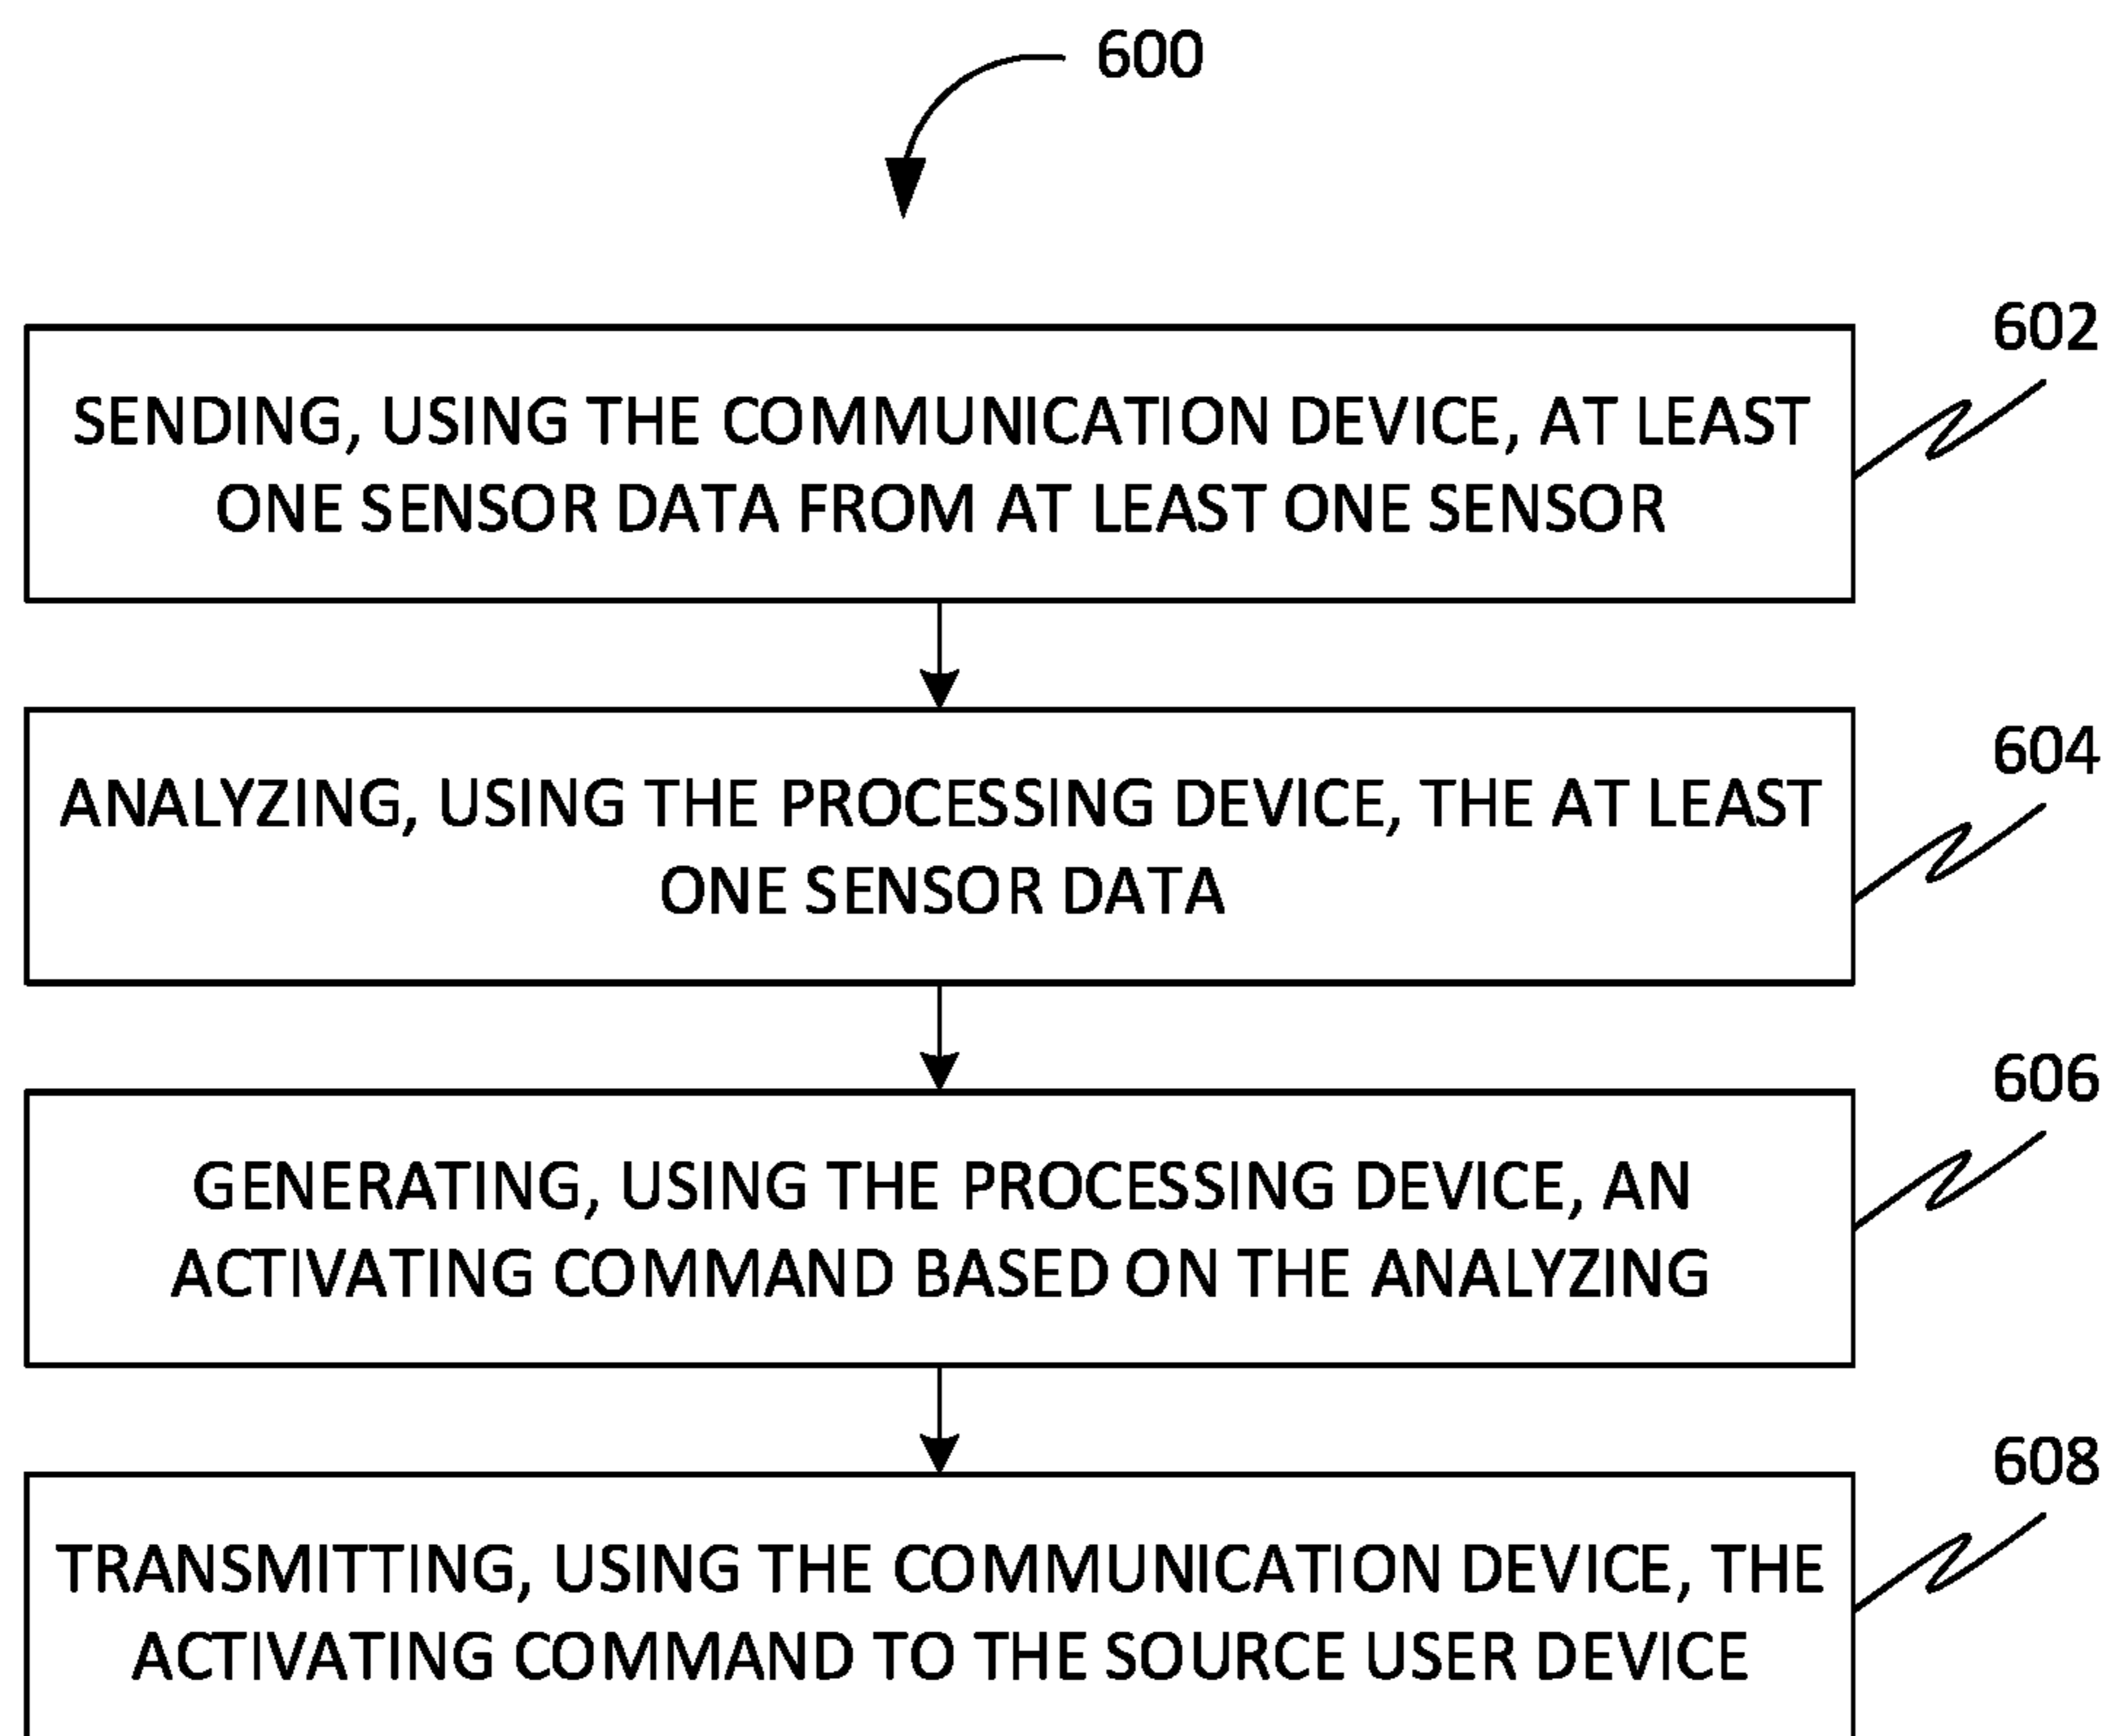 600
602
SENDING, USING THE COMMUNICATION DEVICE, AT LEAST
ONE SENSOR DATA FROM AT LEAST ONE SENSOR
604
ANALYZING, USING THE PROCESSING DEVICE, THE AT LEAST
ONE SENSOR DATA
606
GENERATING, USING THE PROCESSING DEVICE, AN
ACTIVATING COMMAND BASED ON THE ANALYZING
608
TRANSMITTING, USING THE COMMUNICATION DEVICE, THE
ACTIVATING COMMAND TO THE SOURCE USER DEVICE